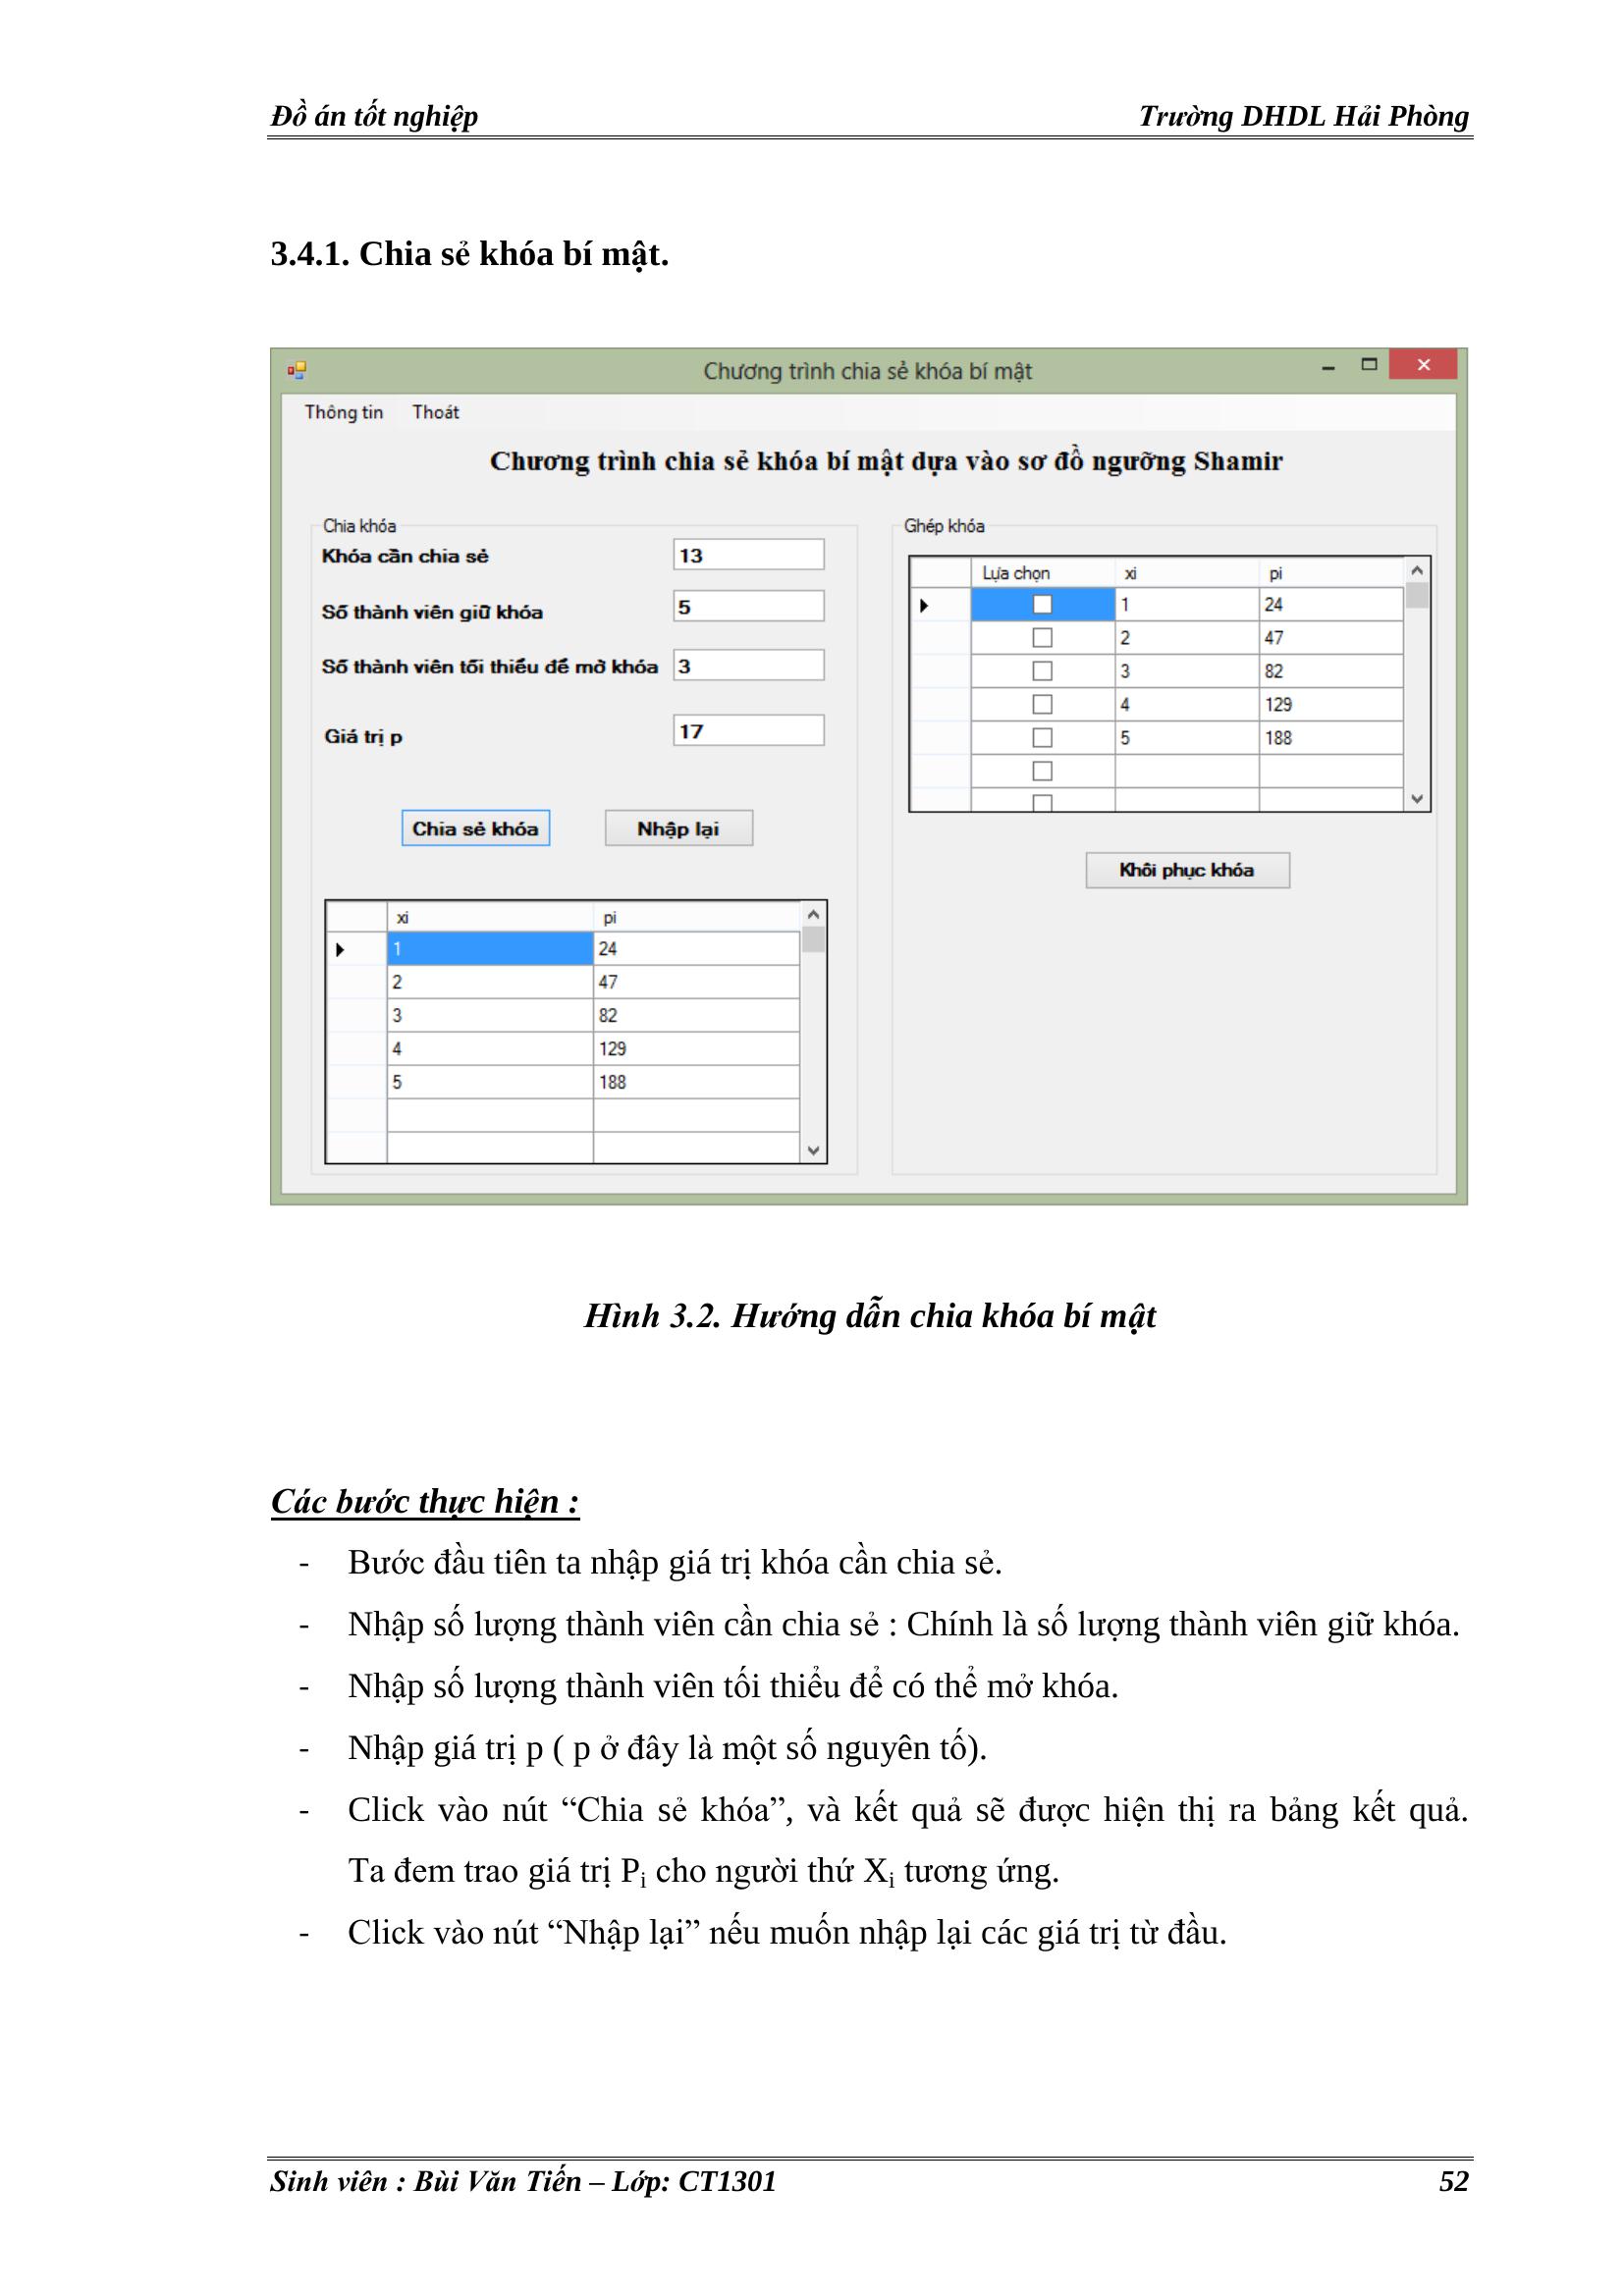 Đồ án tốt nghiệp Trường DHDL Hải Phòng
3.4.1. Chia sẻ khóa bí mật.
Chương trình chia sẻ khóa bí mật
Thông tin Thoát
Chương trình chia sẻ khóa bí mật dựa vào sơ đồ ngưỡng Shamir
Chia khóa
Khóa cần chia sẻ 13
Số thành viên giữ khóa 5
Số thành viên tối thiểu để mở khóa 3
Giá trị p 17
Chia sẻ khóa Nhập lại
xi pi
1 24
2 47
3 82
4 129
5 188
Ghép khóa
Lựa chọn xi pi
1 24
2 47
3 82
4 129
5 188
Khôi phục khóa
Hình 3.2. Hướng dẫn chia khóa bí mật
Các bước thực hiện :
- Bước đầu tiên ta nhập giá trị khóa cần chia sẻ.
- Nhập số lượng thành viên cần chia sẻ : Chính là số lượng thành viên giữ khóa.
- Nhập số lượng thành viên tối thiểu để có thể mở khóa.
- Nhập giá trị p ( p ở đây là một số nguyên tố).
- Click vào nút “Chia sẻ khóa”, và kết quả sẽ được hiện thị ra bảng kết quả.
Ta đem trao giá trị Pi cho người thứ Xi tương ứng.
- Click vào nút “Nhập lại” nếu muốn nhập lại các giá trị từ đầu.
Sinh viên : Bùi Văn Tiến – Lớp: CT1301 52